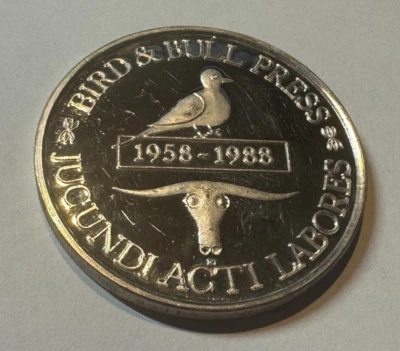 BIRD & BULL PRESS
1958-1988
JUCUNDI ACTI LABORES